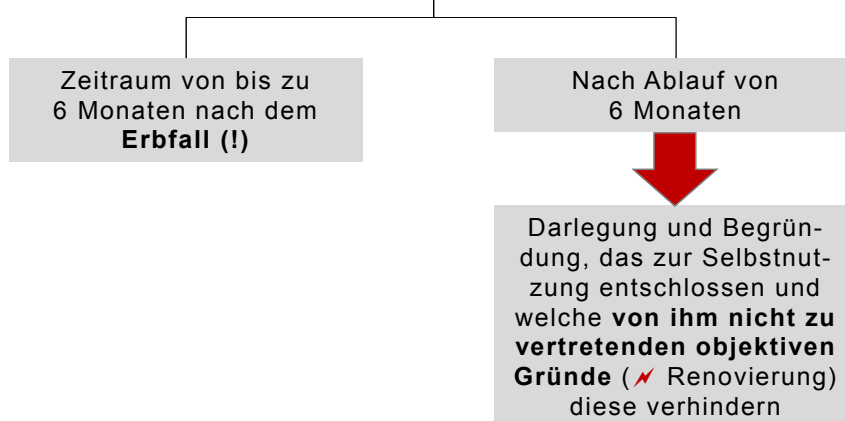 Zeitraum von bis zu
6 Monaten nach dem
Erbfall (!)
Nach Ablauf von
6 Monaten
Darlegung und Begrün-
dung, das zur Selbstnut-
zung entschlossen und
welche von ihm nicht zu
vertretenden objektiven
Gründe ( Renovierung)
diese verhindern